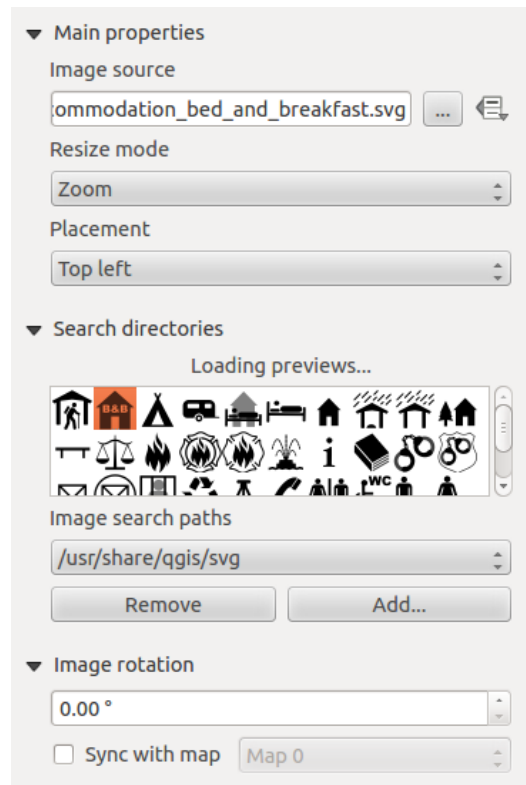 Main properties
Image source
ommodation_bed_and_breakfast.svg ...
Resize mode
Zoom
Placement
Top left
Search directories
Loading previews...
B&B
i
WC
Image search paths
/usr/share/qgis/svg
Remove Add...
Image rotation
0.00 °
Sync with map Map 0